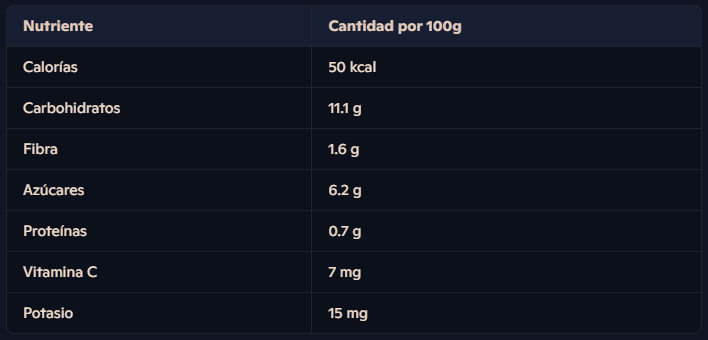 Nutriente Cantidad por 100g
Calorías 50 kcal
Carbohidratos 11.1 g
Fibra 1.6 g
Azúcares 6.2 g
Proteínas 0.7 g
Vitamina C 7 mg
Potasio 15 mg